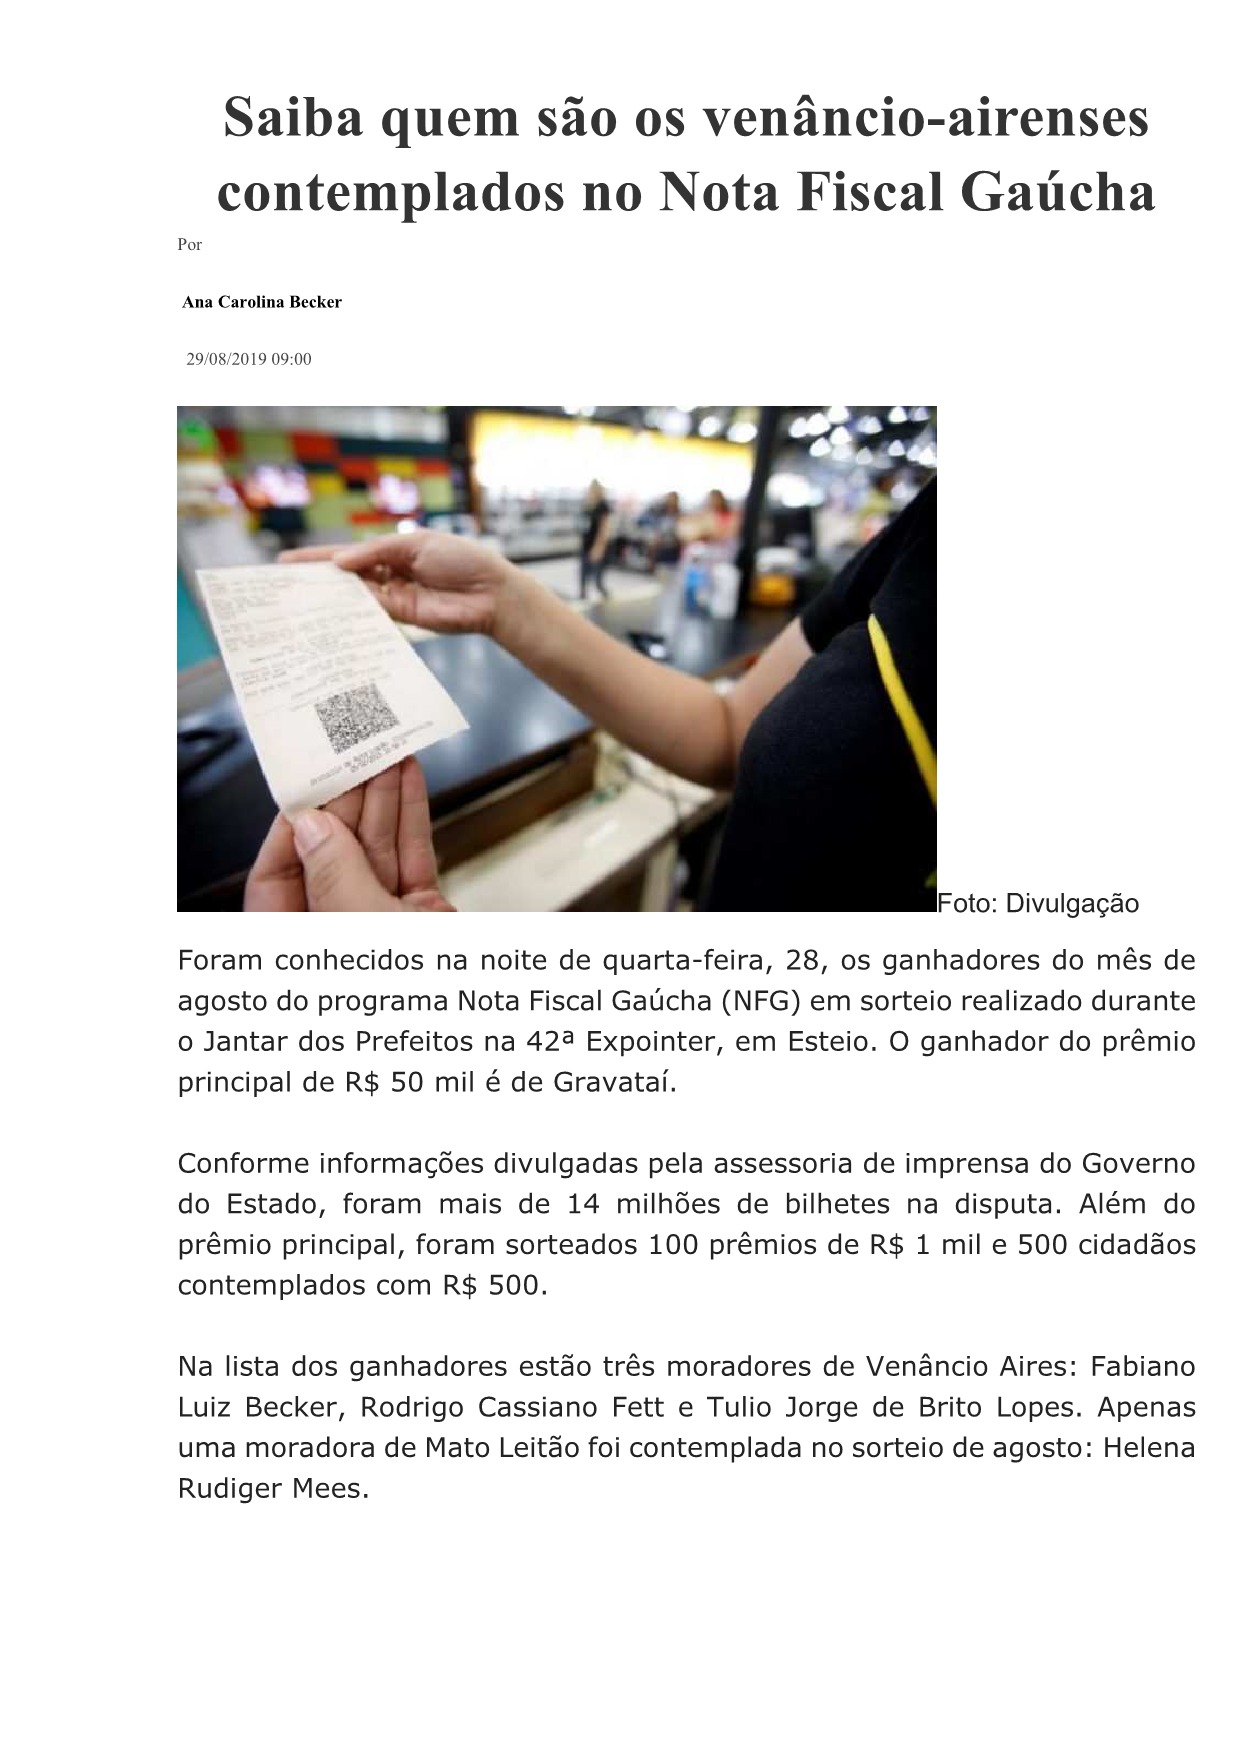 Saiba quem são os venâncio-airenses
contemplados no Nota Fiscal Gaúcha
Por
Ana Carolina Becker
29/08/2019 09:00
Foto: Divulgação
Foram conhecidos na noite de quarta-feira, 28, os ganhadores do mês de
agosto do programa Nota Fiscal Gaúcha (NFG) em sorteio realizado durante
o Jantar dos Prefeitos na 42ª Expointer, em Esteio. O ganhador do prêmio
principal de R$ 50 mil é de Gravataí.
Conforme informações divulgadas pela assessoria de imprensa do Governo
do Estado, foram mais de 14 milhões de bilhetes na disputa. Além do
prêmio principal, foram sorteados 100 prêmios de R$ 1 mil e 500 cidadãos
contemplados com R$ 500.
Na lista dos ganhadores estão três moradores de Venâncio Aires: Fabiano
Luiz Becker, Rodrigo Cassiano Fett e Tulio Jorge de Brito Lopes. Apenas
uma moradora de Mato Leitão foi contemplada no sorteio de agosto: Helena
Rudiger Mees.